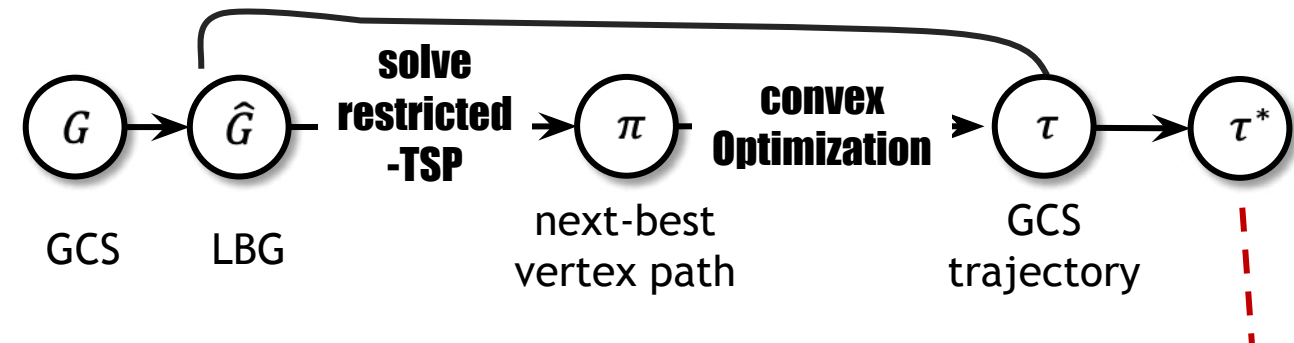 solve
restricted
-TSP
convex
Optimization
G
Ĝ
π
τ
τ*
GCS
LBG
next-best
vertex path
GCS
trajectory